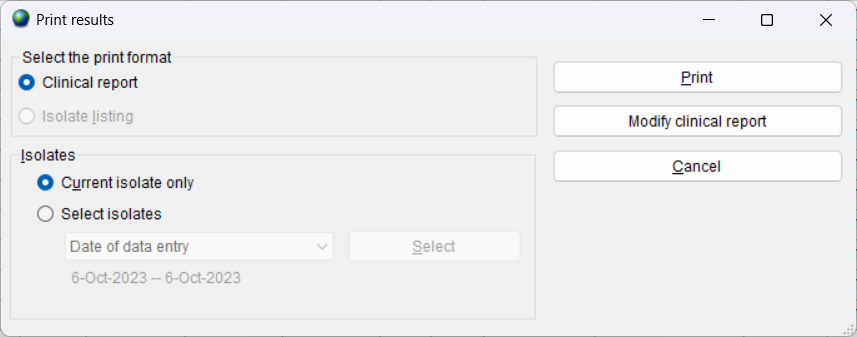 Print results
Select the print format
Clinical report
Isolate listing
Isolates
Current isolate only
Select isolates
Date of data entry
Select
6-Oct-2023 -- 6-Oct-2023
Print
Modify clinical report
Cancel